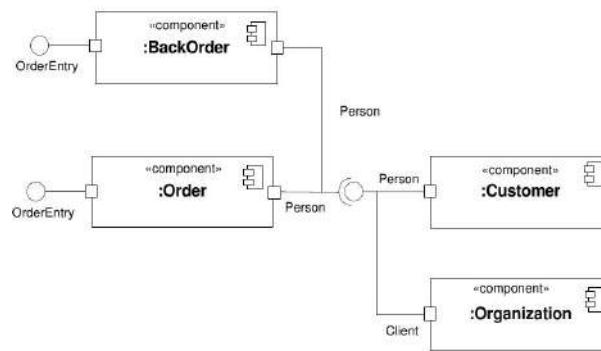 «component»
:BackOrder
OrderEntry
Person
«component»
:Order
Person
OrderEntry
Person
«component»
:Customer
«component»
:Organization
Client